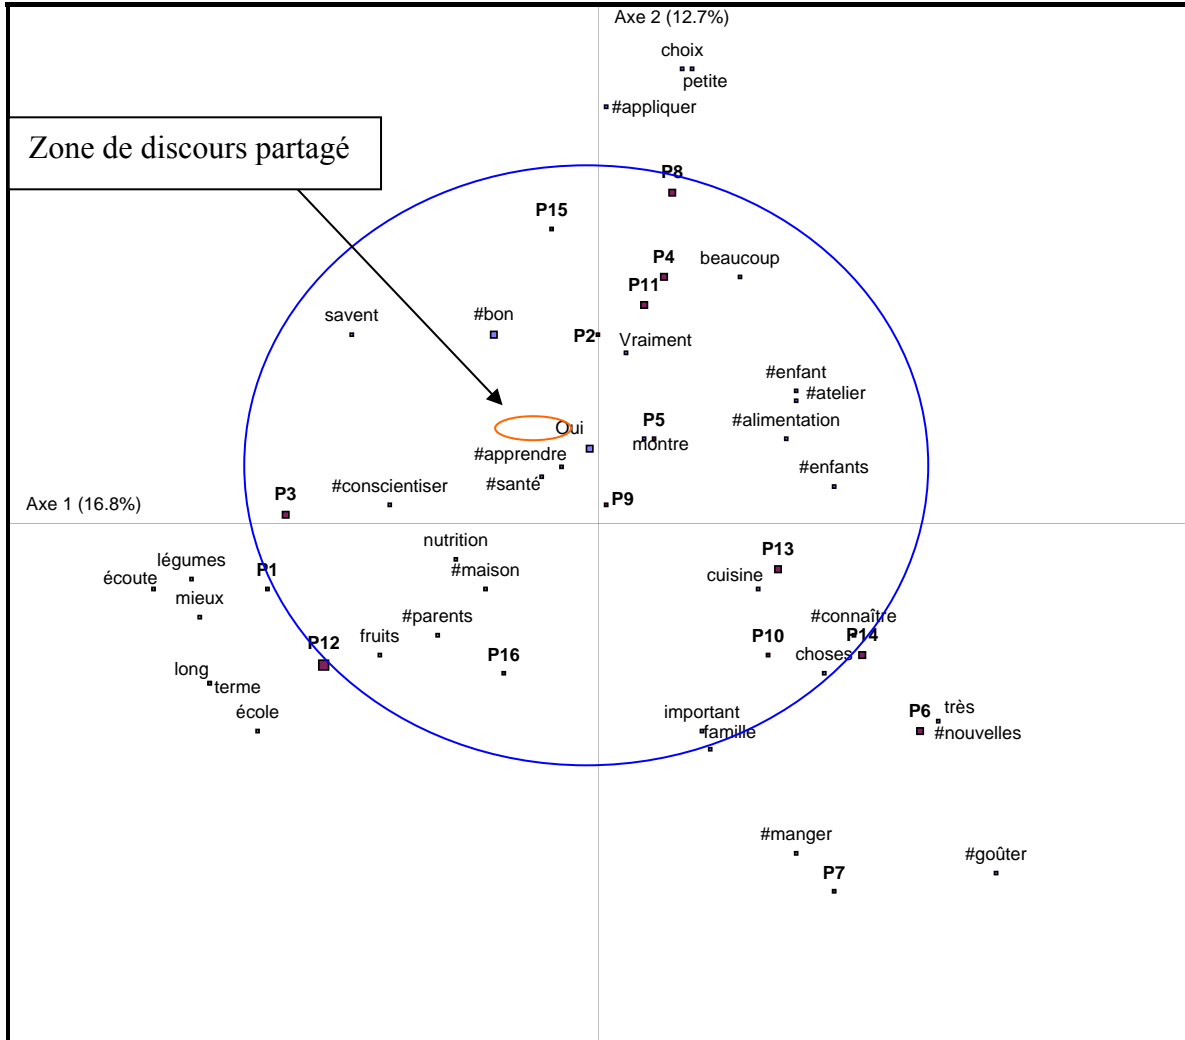 Axe 2 (12.7%)
choix
petite
#appliquer
Zone de discours partagé
P8
P15
P4
beaucoup
P11
savent
#bon
P2
Vraiment
#enfant
#atelier
Oui
P5
#alimentation
montre
#apprendre
#enfants
#santé
#conscientiser
P3
P9
Axe 1 (16.8%)
nutrition
légumes
P1
#maison
P13
écoute
cuisine
mieux
#parents
#connaître
fruits
P12
P14
P16
P10
choses
long
terme
école
important
famille
P6
très
#nouvelles
#manger
#goûter
P7